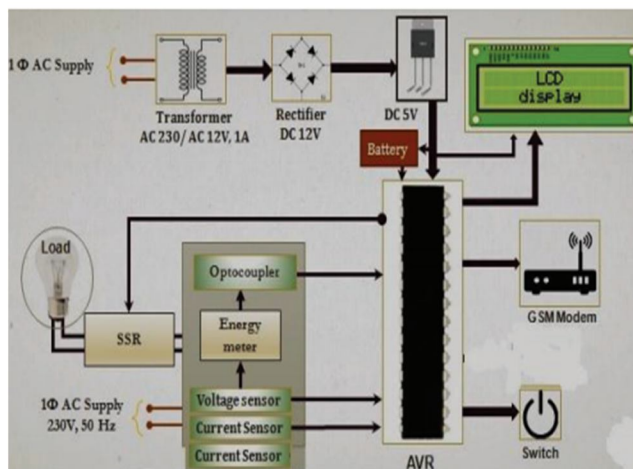 1Φ AC Supply
Transformer
AC 230/ AC 12V, 1A
Rectifier
DC 12V
DC 5V
LCD
display
Battery
Load
Optocoupler
SSR
Energy
meter
GSM Modem
1Φ AC Supply
230V, 50 Hz
Voltage sensor
Current Sensor
Current Sensor
AVR
Switch